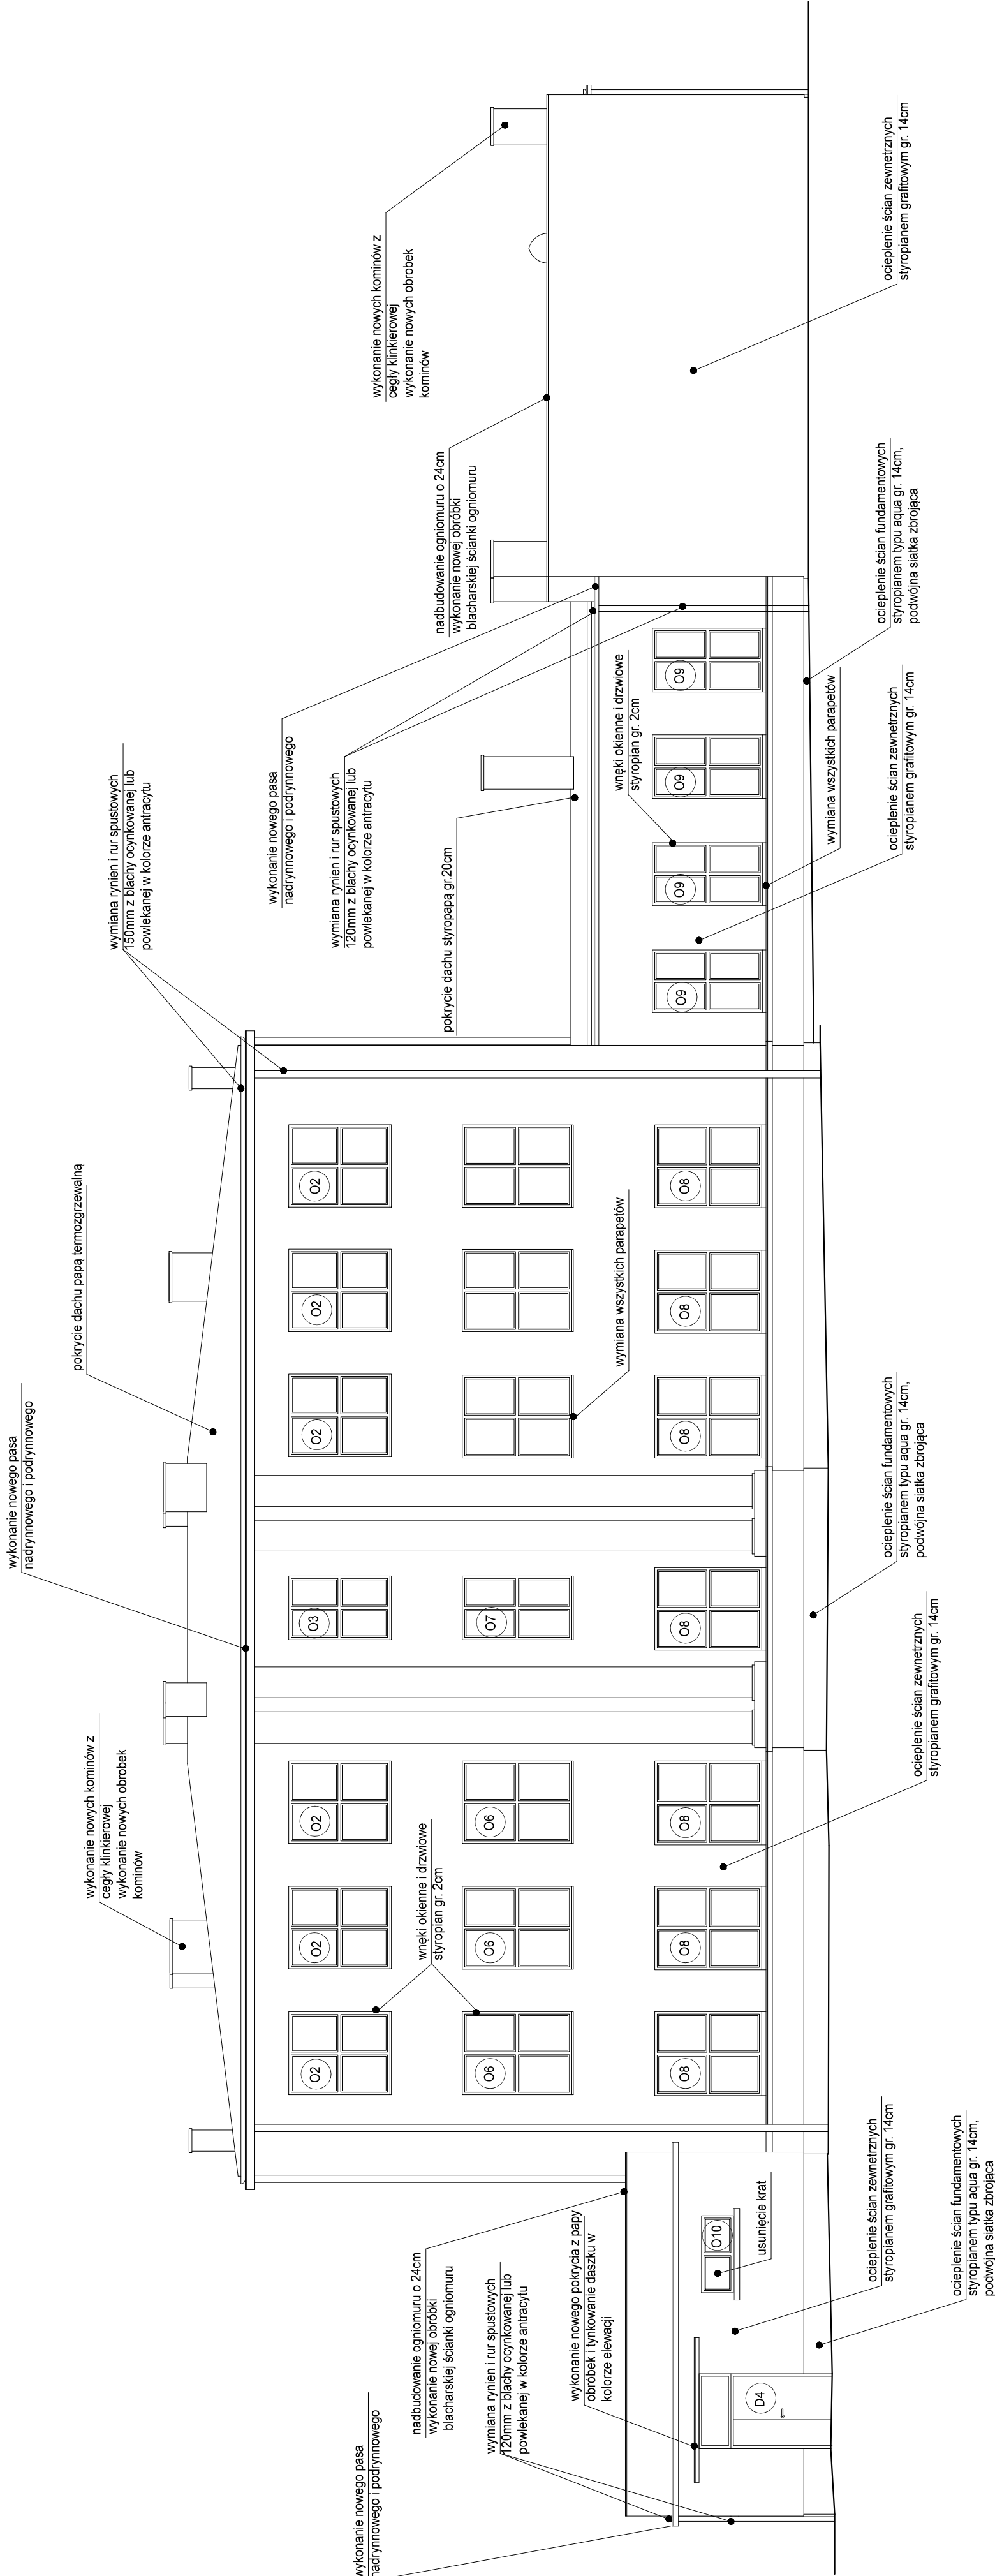 wykonanie nowego pasa
nadrynnowego i podrynnowego
nadbudowanie ogniomuru o 24cm
wykonanie nowej obróbki
blacharskiej ścianki ogniomuru
wymiana rynien i rur spustowych
120mm z blachy ocynkowanej lub
powlekanej w kolorze antracytu
wykonanie nowego pokrycia z papy
obróbek i tynkowanie daszku w
kolorze elewacji
usunięcie krat
D4
O10
ocieplenie ścian zewnetrznych
styropianem grafitowym gr. 14cm
ocieplenie ścian fundamentowych
styropianem typu aqua gr. 14cm,
podwójna siatka zbrojąca
wykonanie nowych kominów z
cegły klinkierowej
wykonanie nowych obrobek
kominów
wnęki okienne i drzwiowe
styropian gr. 2cm
O2
O2
O2
O3
O2
O2
O2
O6
O6
O6
O7
O8
O8
O8
O8
O8
O8
O8
wykonanie nowego pasa
nadrynnowego i podrynnowego
pokrycie dachu papą termozgrzewalną
wymiana wszystkich parapetów
ocieplenie ścian zewnetrznych
styropianem grafitowym gr. 14cm
ocieplenie ścian fundamentowych
styropianem typu aqua gr. 14cm,
podwójna siatka zbrojąca
wymiana rynien i rur spustowych
150mm z blachy ocynkowanej lub
powlekanej w kolorze antracytu
wykonanie nowego pasa
nadrynnowego i podrynnowego
wymiana rynien i rur spustowych
120mm z blachy ocynkowanej lub
powlekanej w kolorze antracytu
pokrycie dachu styropapą gr.20cm
wnęki okienne i drzwiowe
styropian gr. 2cm
O9
O9
O9
O9
wymiana wszystkich parapetów
ocieplenie ścian zewnetrznych
styropianem grafitowym gr. 14cm
ocieplenie ścian fundamentowych
styropianem typu aqua gr. 14cm,
podwójna siatka zbrojąca
wykonanie nowych kominów z
cegły klinkierowej
wykonanie nowych obrobek
kominów
nadbudowanie ogniomuru o 24cm
wykonanie nowej obróbki
blacharskiej ścianki ogniomuru
ocieplenie ścian zewnetrznych
styropianem grafitowym gr. 14cm